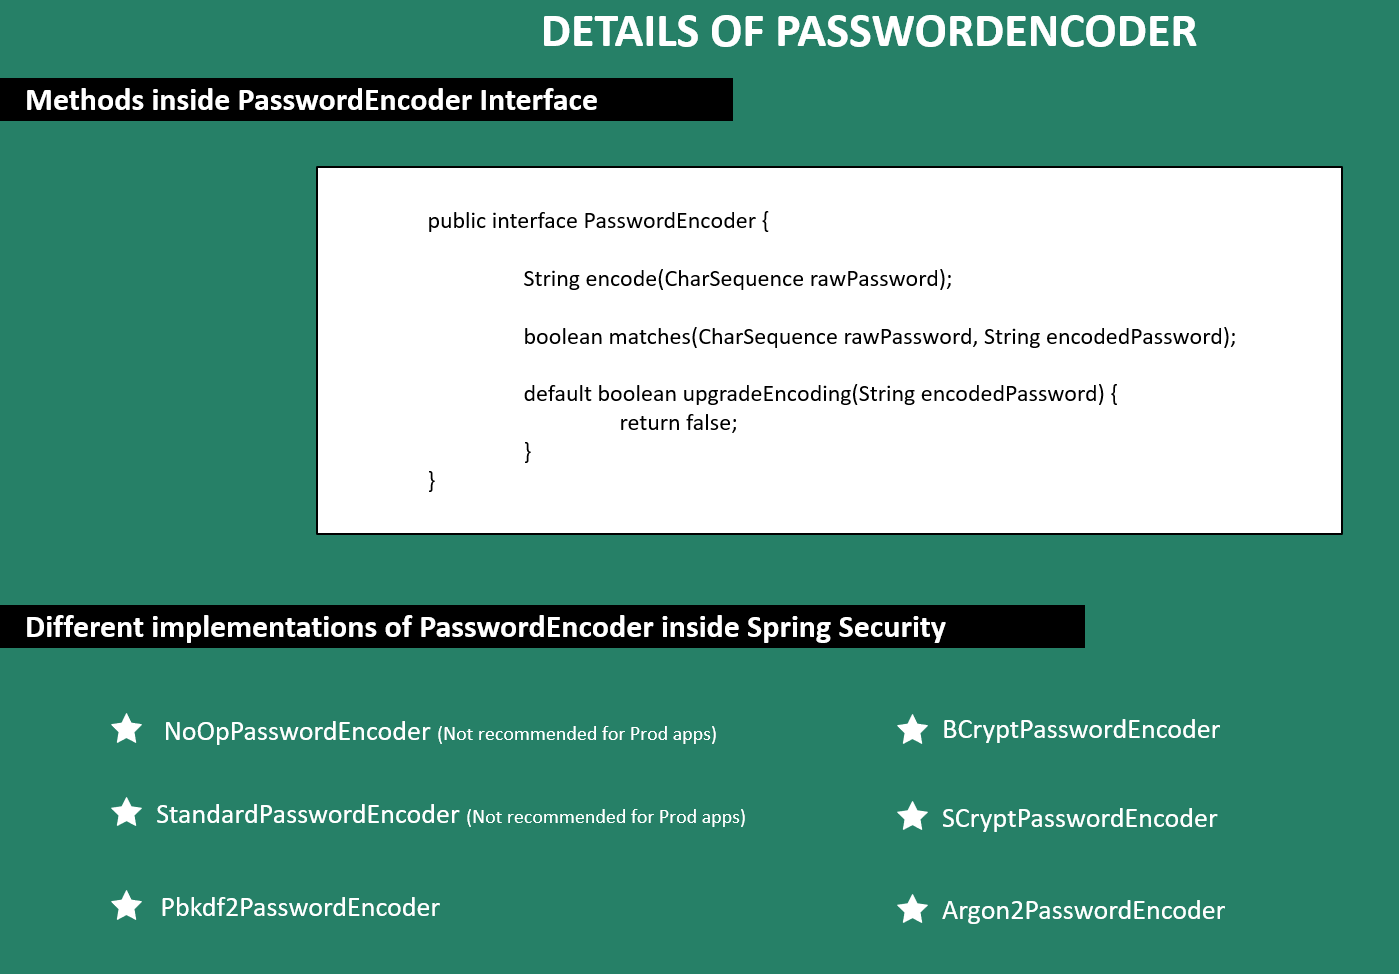 DETAILS OF PASSWORDENCODER
Methods inside PasswordEncoder Interface
public interface PasswordEncoder {
String encode(CharSequence rawPassword);
boolean matches(CharSequence rawPassword, String encodedPassword);
default boolean upgradeEncoding(String encodedPassword) {
return false;
}
}
Different implementations of PasswordEncoder inside Spring Security
NoOpPasswordEncoder (Not recommended for Prod apps)
BCryptPasswordEncoder
StandardPasswordEncoder (Not recommended for Prod apps)
SCryptPasswordEncoder
Pbkdf2PasswordEncoder
Argon2PasswordEncoder